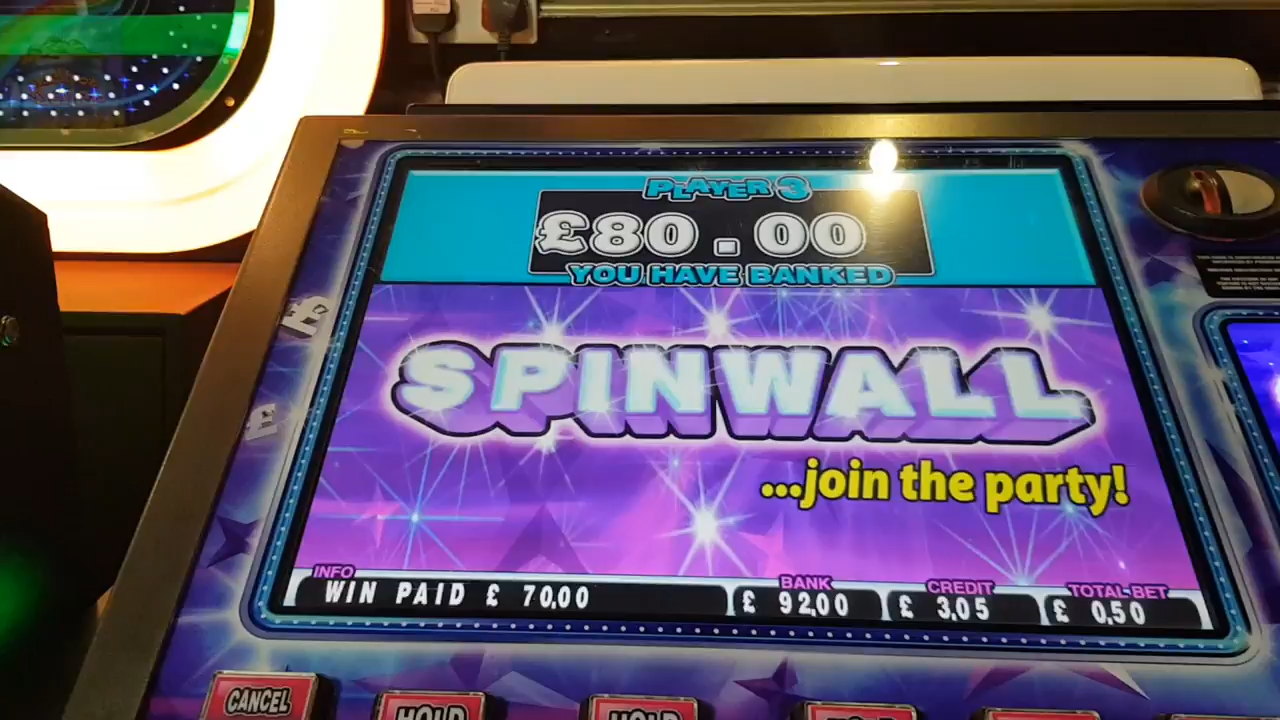 PLAYER 3
£80.00
YOU HAVE BANKED
SPINWALL
...join the party!
INFO
WIN PAID £ 70.00
BANK
£ 92.00
CREDIT
£ 3.05
TOTAL BET
£ 0.50
£
£
CANCEL
HOLD
HOLD
HOLD